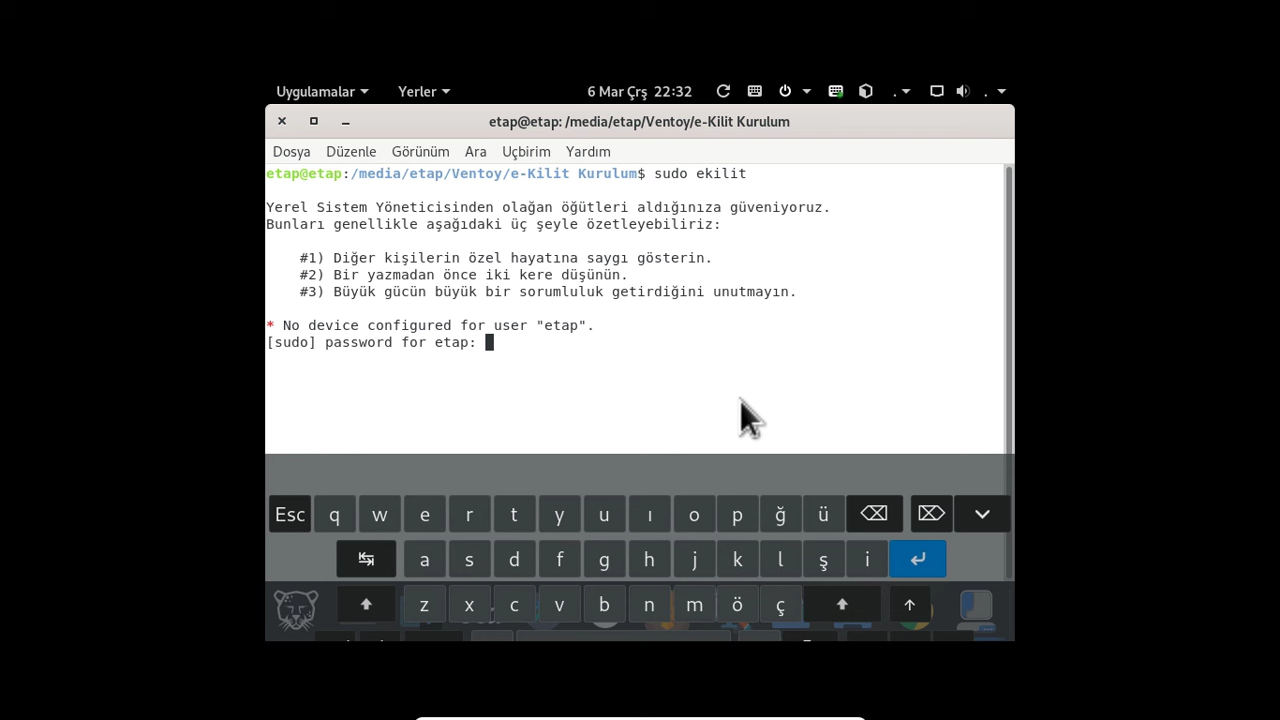 Uygulamalar Yerler 6 Mar Çrş 22:32
etap@etap: /media/etap/Ventoy/e-Kilit Kurulum
Dosya Düzenle Görünüm Ara Uçbirim Yardım
etap@etap:/media/etap/Ventoy/e-Kilit Kurulum$ sudo ekilit
Yerel Sistem Yöneticisinden olağan öğütleri aldığınıza güveniyoruz.
Bunları genellikle aşağıdaki üç şeyle özetleyebiliriz:
#1) Diğer kişilerin özel hayatına saygı gösterin.
#2) Bir yazmadan önce iki kere düşünün.
#3) Büyük gücün büyük bir sorumluluk getirdiğini unutmayın.
* No device configured for user "etap".
[sudo] password for etap:
Esc q w e r t y u ı o p ğ ü
a s d f g h j k l ş i
z x c v b n m ö ç